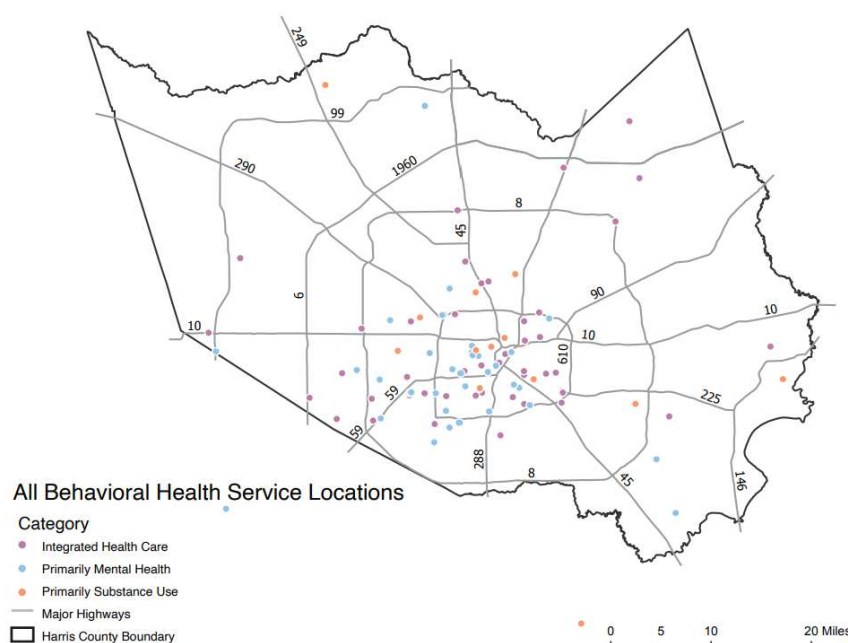 249
99
290
1960
8
45
6
90
10
10
10
610
59
225
59
288
8
45
146
All Behavioral Health Service Locations
Category
Integrated Health Care
Primarily Mental Health
Primarily Substance Use
Major Highways
Harris County Boundary
0 5 10 20 Miles